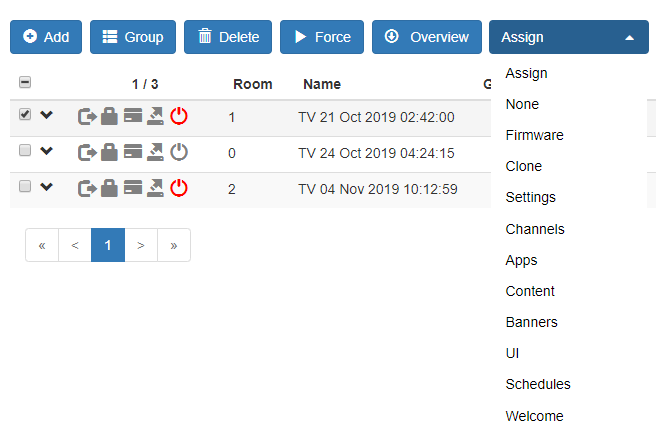 Add Group Delete Force Overview Assign
1 / 3 Room Name G
1 TV 21 Oct 2019 02:42:00
0 TV 24 Oct 2019 04:24:15
2 TV 04 Nov 2019 10:12:59
« < 1 > »
Assign
None
Firmware
Clone
Settings
Channels
Apps
Content
Banners
UI
Schedules
Welcome